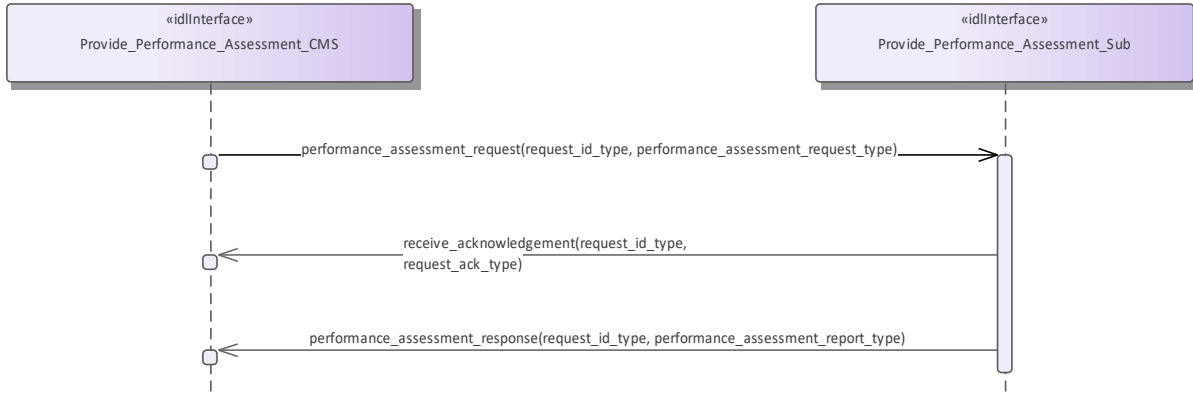 «idlInterface»
Provide_Performance_Assessment_CMS
«idlInterface»
Provide_Performance_Assessment_Sub
performance_assessment_request(request_id_type, performance_assessment_request_type)
receive_acknowledgement(request_id_type,
request_ack_type)
performance_assessment_response(request_id_type, performance_assessment_report_type)